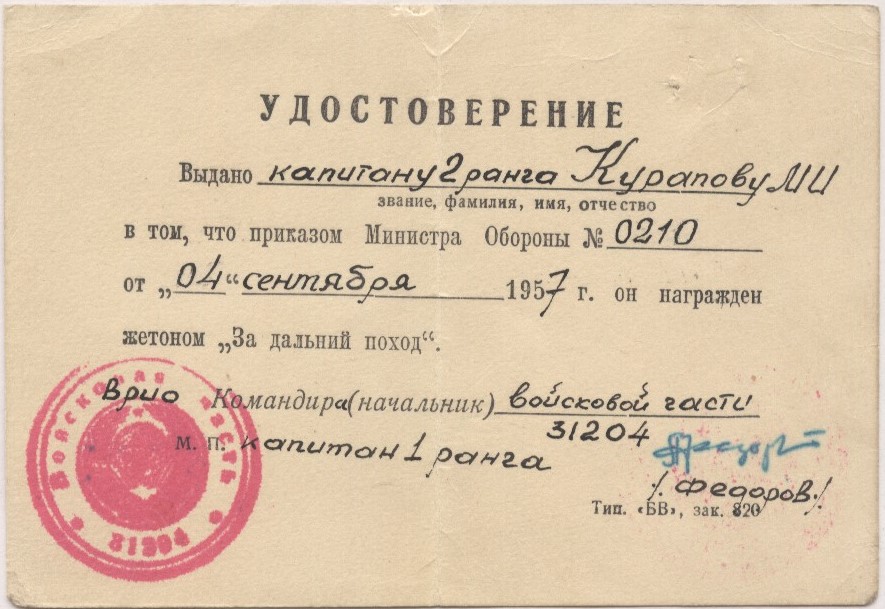 УДОСТОВЕРЕНИЕ
Выдано капитану 2 ранга Курапову М И
звание, фамилия, имя, отчество
в том, что приказом Министра Обороны № 0210
от „04“ сентября 1957 г. он награжден
жетоном „За дальний поход“.
Врио Командира (начальник) войсковой части
31204
М. П. капитан 1 ранга
/. Федоров /.
Тип. «БВ», зак. 820
Войсковая часть
31204